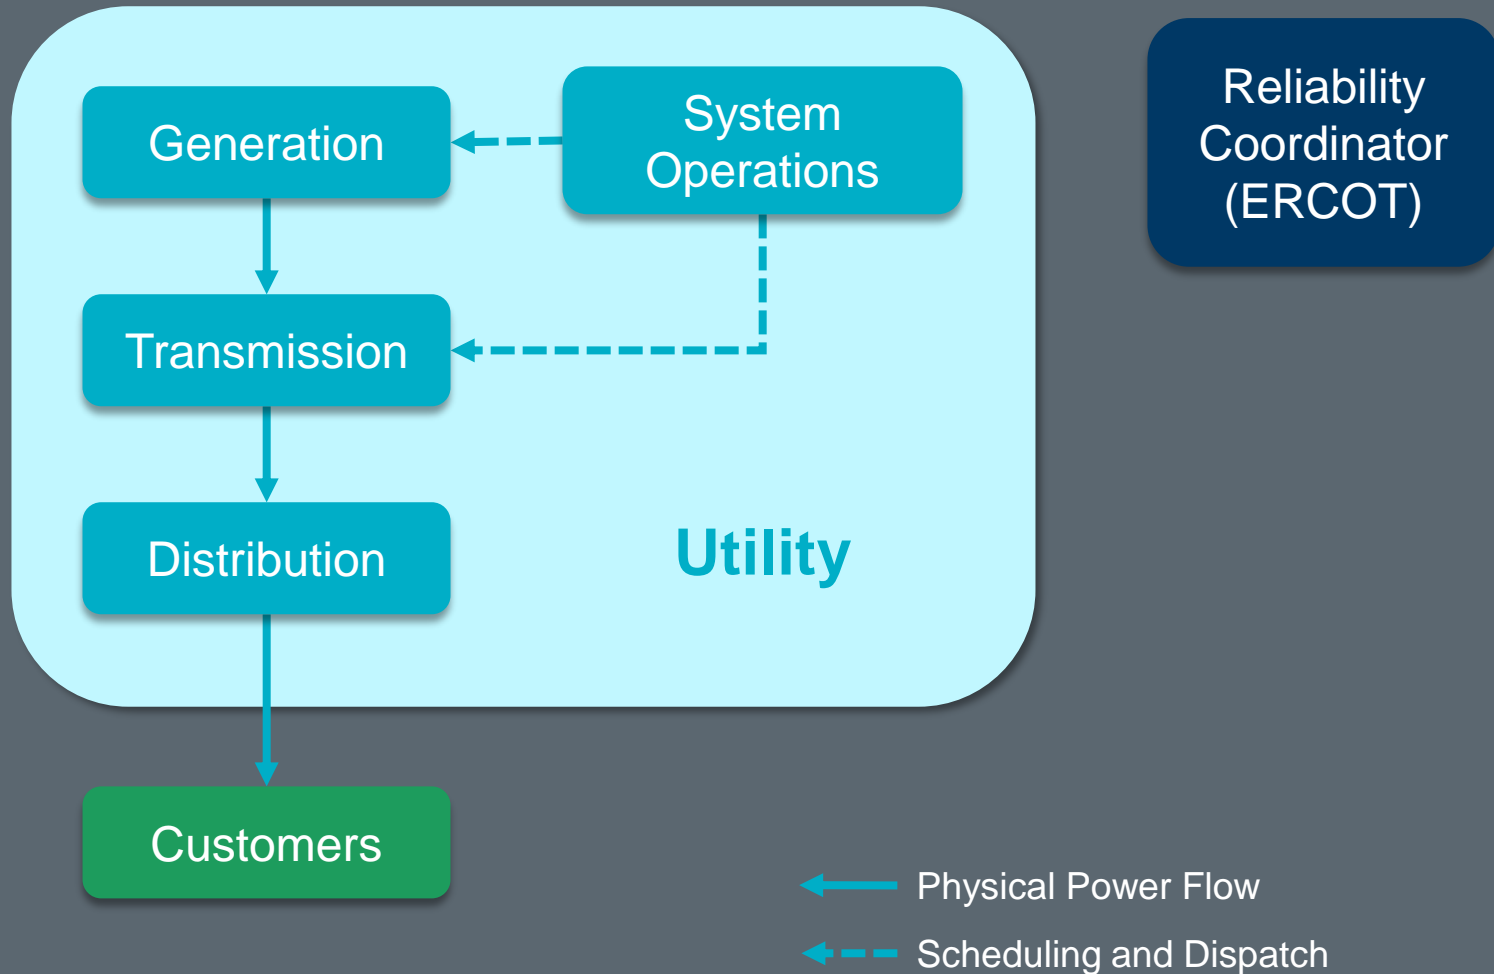 Generation
System
Operations
Reliability
Coordinator
(ERCOT)
Transmission
Distribution
Utility
Customers
Physical Power Flow
Scheduling and Dispatch